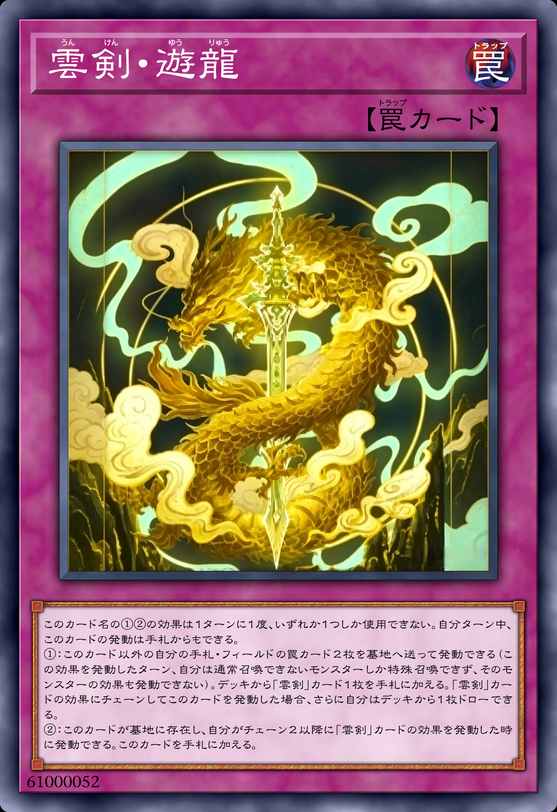 うん けん ゆう りゅう
雲剣・遊龍
トラップ
罠
トラップ
【罠カード】
このカード名の①②の効果は1ターンに1度、いずれか1つしか使用できない。自分ターン中、
このカードの発動は手札からもできる。
①:このカード以外の自分の手札・フィールドの罠カード2枚を墓地へ送って発動できる(こ
の効果を発動したターン、自分は通常召喚できないモンスターしか特殊召喚できず、そのモ
ンスターの効果も発動できない)。デッキから「雲剣」カード1枚を手札に加える。「雲剣」カー
ドの効果にチェーンしてこのカードを発動した場合、さらに自分はデッキから1枚ドローでき
る。
②:このカードが墓地に存在し、自分がチェーン2以降に「雲剣」カードの効果を発動した時
に発動できる。このカードを手札に加える。
61000052